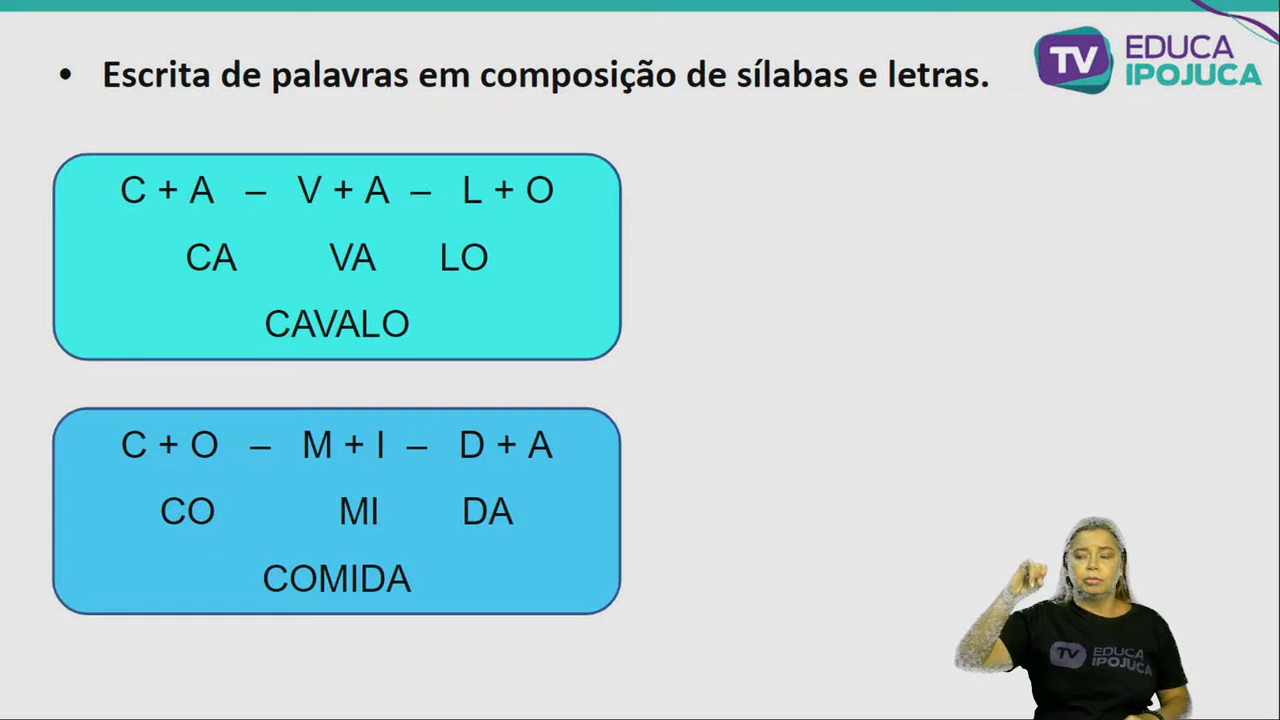 • Escrita de palavras em composição de sílabas e letras.
TV EDUCA
IPOJUCA
C + A – V + A – L + O
CA VA LO
CAVALO
C + O – M + I – D + A
CO MI DA
COMIDA
TV EDUCA
IPOJUCA